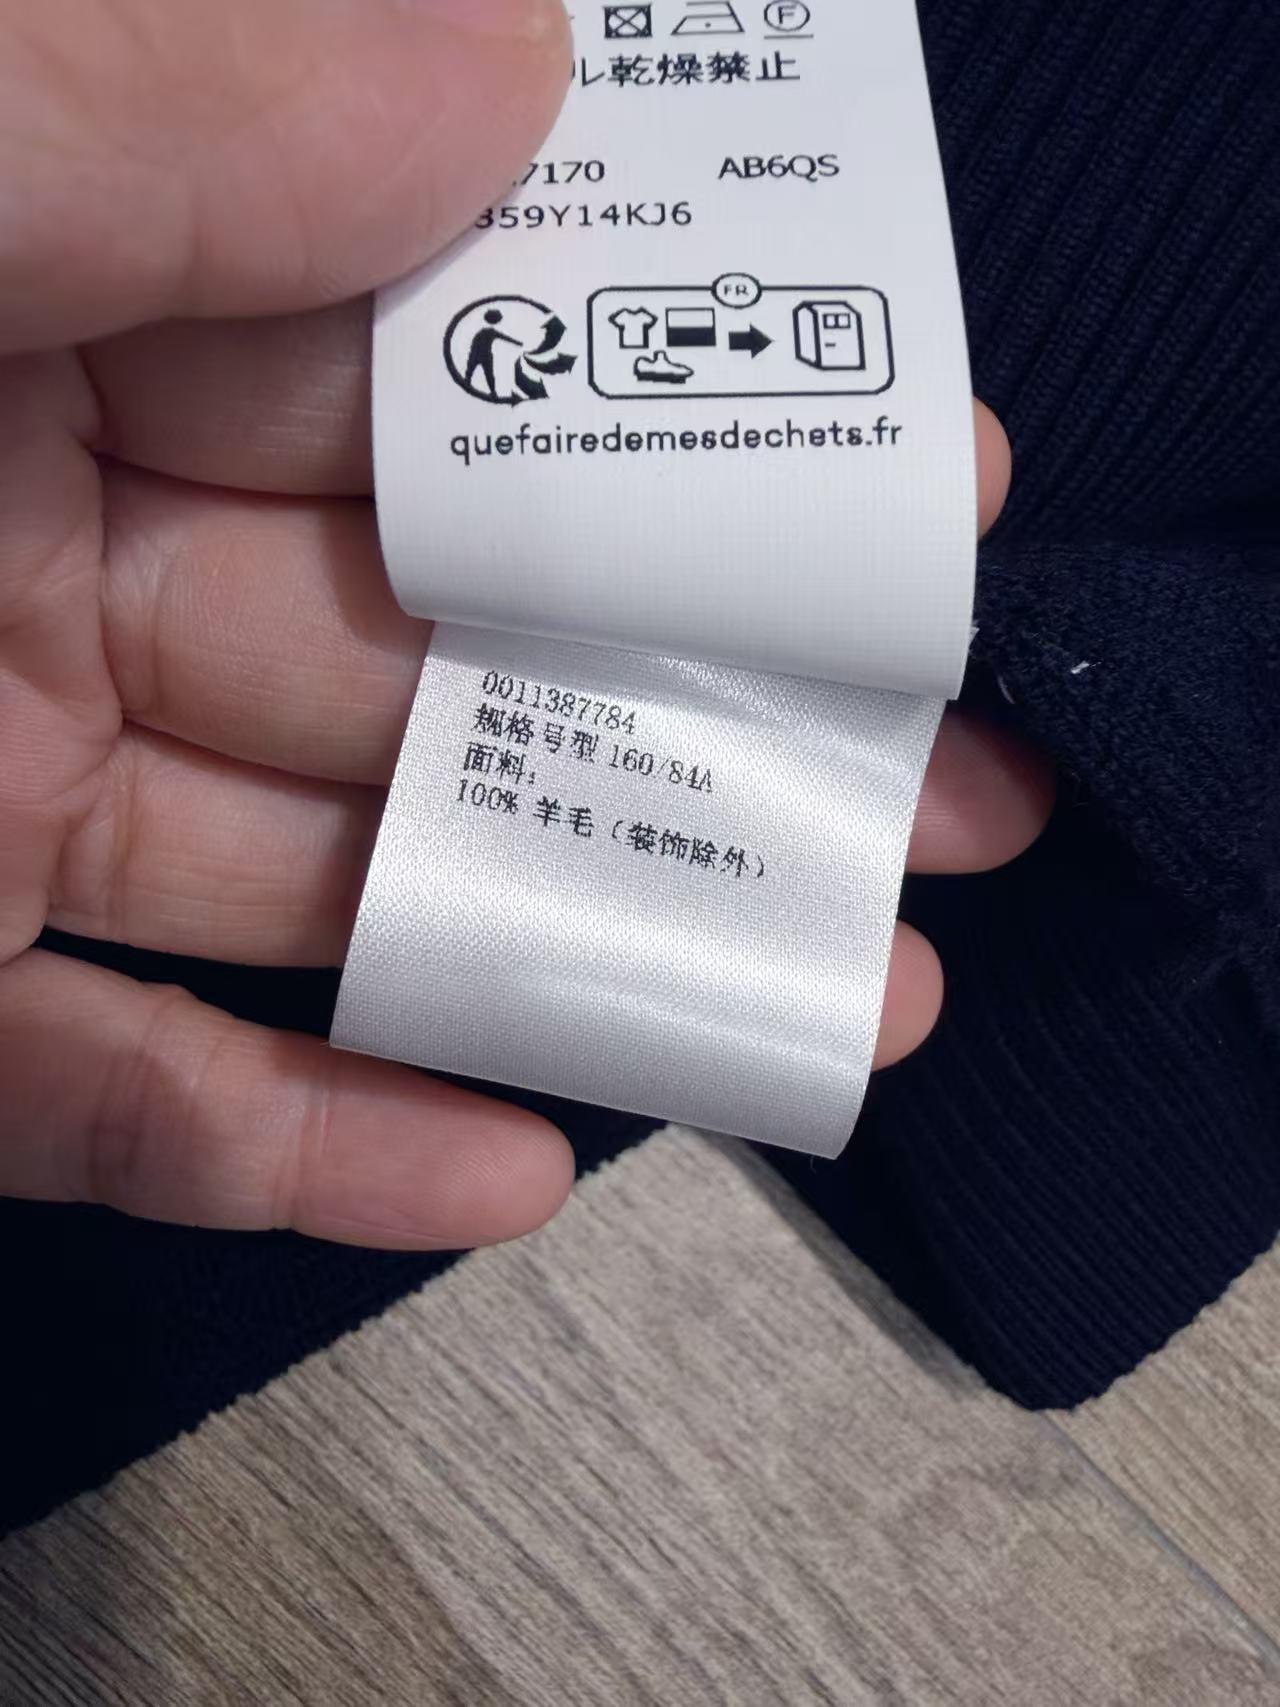 F
ル乾燥禁止
7170 AB6QS
359Y14KJ6
FR
quefairedemesdechets.fr
0011387784
规格号型 160/84A
面料:
100% 羊毛(装饰除外)